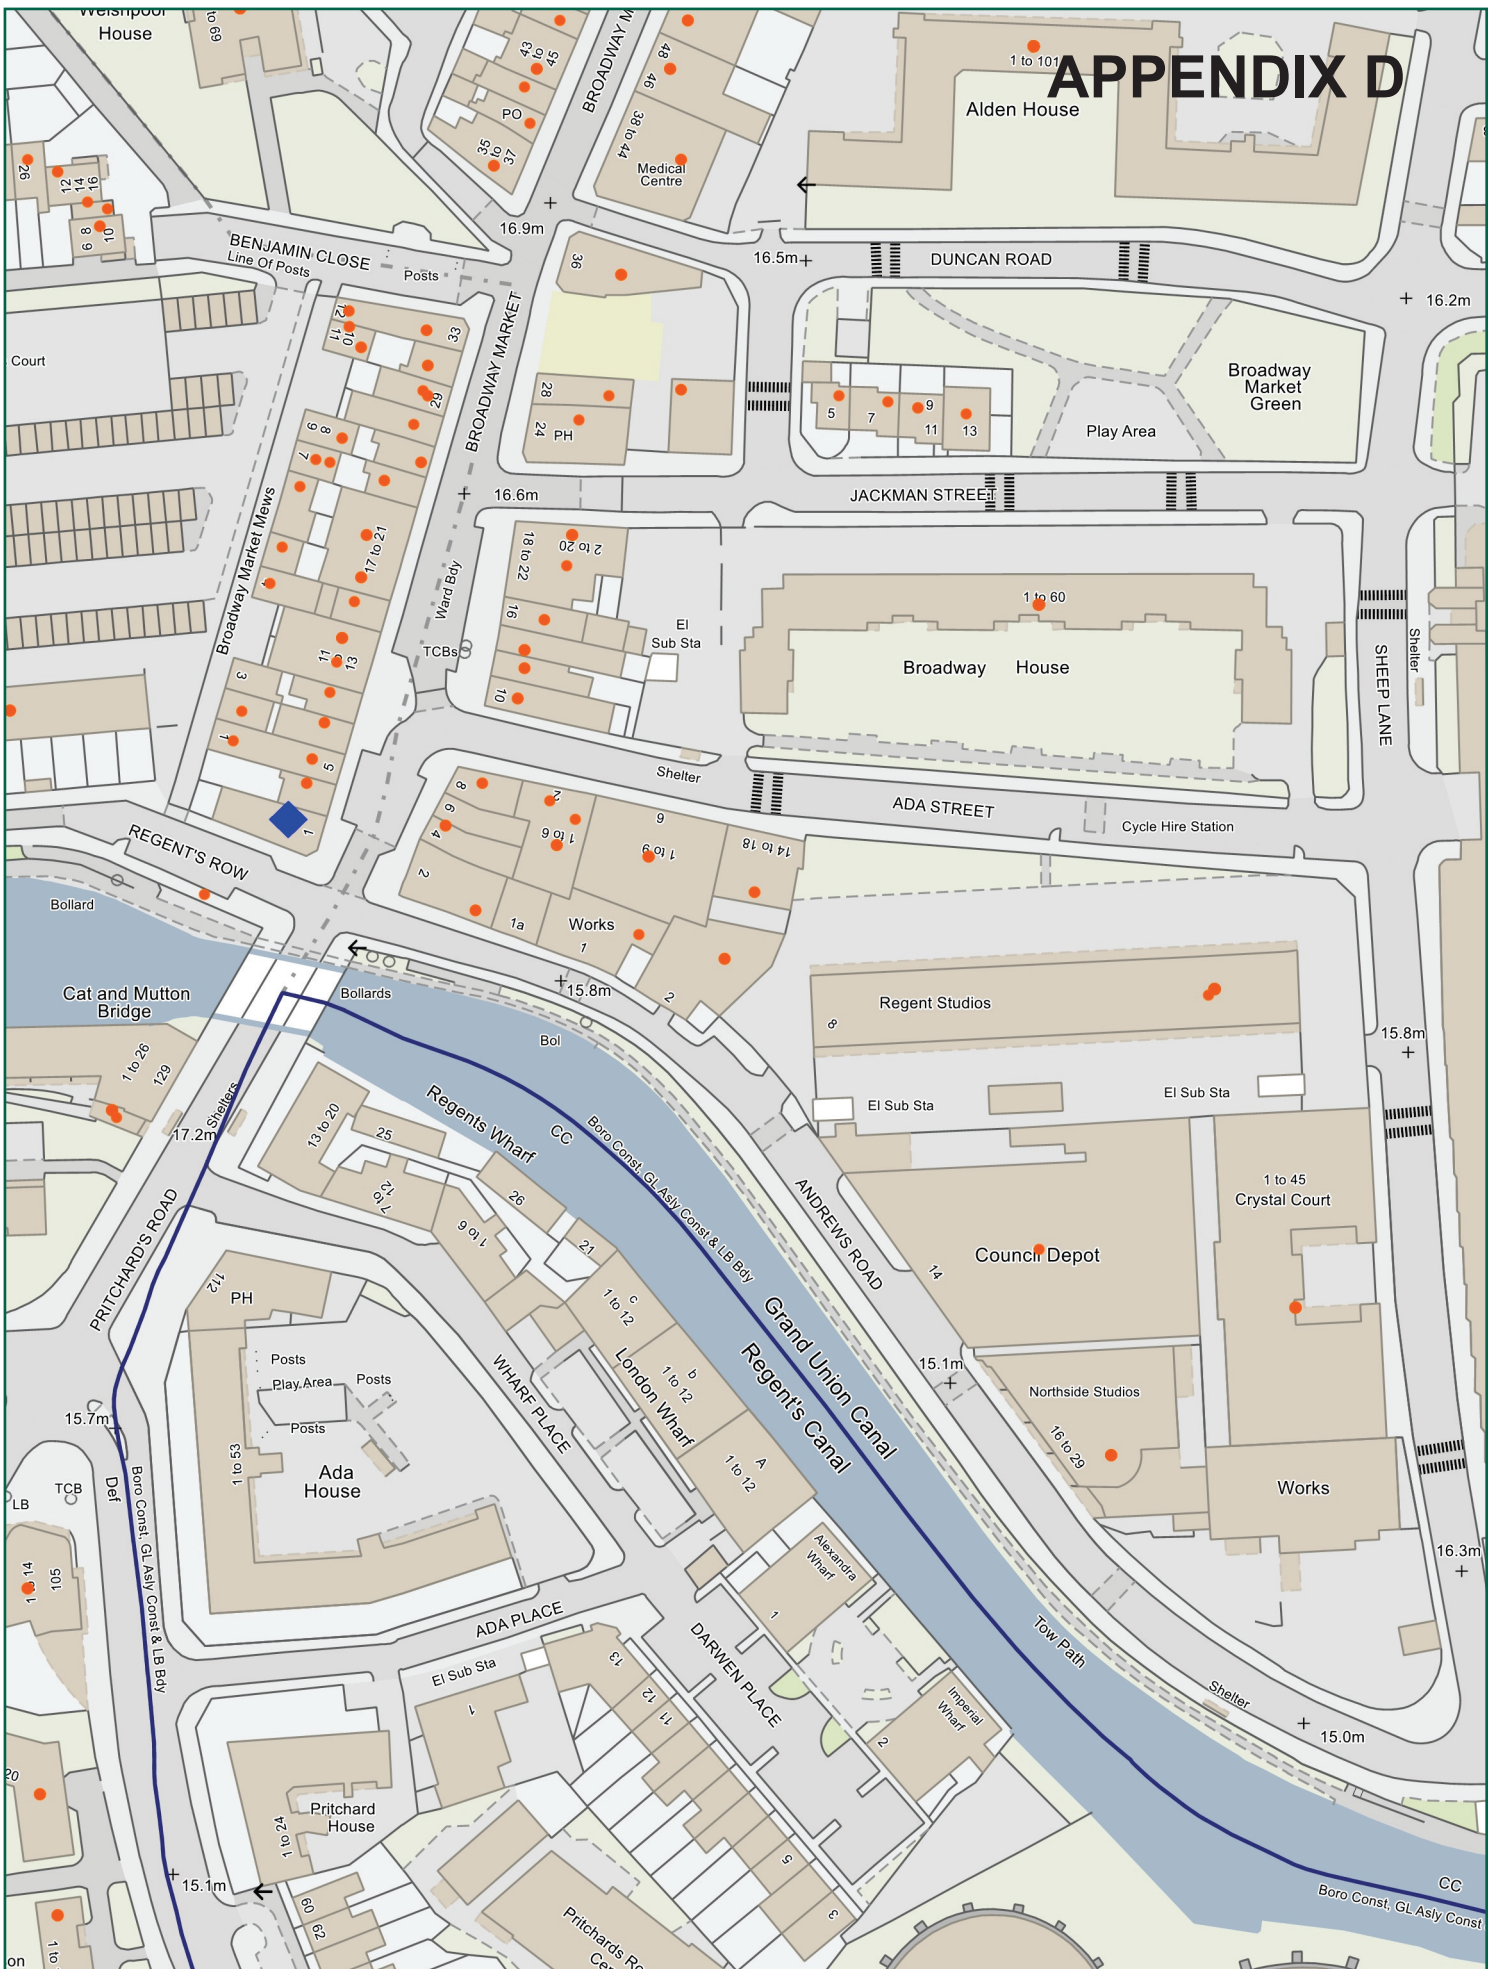 APPENDIX D
House
to 69
43
to
45
PO
35
to
37
BROADWAY M
48
46
38 to 44
Medical
Centre
1 to 101
Alden House
92
12
14
16
8
6
10
16.9m
BENJAMIN CLOSE
Line Of Posts
Posts
36
16.5m
DUNCAN ROAD
16.2m
Court
12
11
10
33
29
BROADWAY MARKET
28
24
PH
5
7
9
11
13
Play Area
Broadway
Market
Green
9
8
7
16.6m
JACKMAN STREET
Broadway Market Mews
17 to 21
4
11
13
3
1
5
1
Ward Bdy
TCBs
18 to 22
2 to 20
16
10
El
Sub Sta
1 to 60
Broadway House
SHEEP LANE
Shelter
Shelter
ADA STREET
Cycle Hire Station
REGENT'S ROW
8
6
4
2
2
1 to 6
9
1 to 9
14 to 18
1a
Works
1
2
Bollard
Cat and Mutton
Bridge
Bollards
15.8m
Bol
Regent Studios
8
15.8m
El Sub Sta
El Sub Sta
1 to 26
129
Shelters
17.2m
13 to 20
25
7 to
12
Regents Wharf
CC
Boro Const, GL Asly Const & LB Bdy
26
1 to 6
21
ANDREWS ROAD
1 to 45
Crystal Court
Council Depot
14
PRITCHARD'S ROAD
112
PH
c
1 to 12
b
1 to 12
A
1 to 12
London Wharf
Grand Union Canal
Regent's Canal
15.1m
Northside Studios
16 to 29
Posts
Play Area
Posts
Posts
WHARF PLACE
15.7m
1 to 53
Ada
House
Def
Boro Const, GL Asly Const & LB Bdy
LB
TCB
Works
16.3m
105
Alexandra
Wharf
1
ADA PLACE
El Sub Sta
DARWEN PLACE
Tow Path
Shelter
15.0m
1
13
12
11
Imperial
Wharf
2
20
Pritchard
House
1 to 24
15.1m
60
62
5
3
Pritchards
CC
Boro Const, GL Asly Const
1 to
on